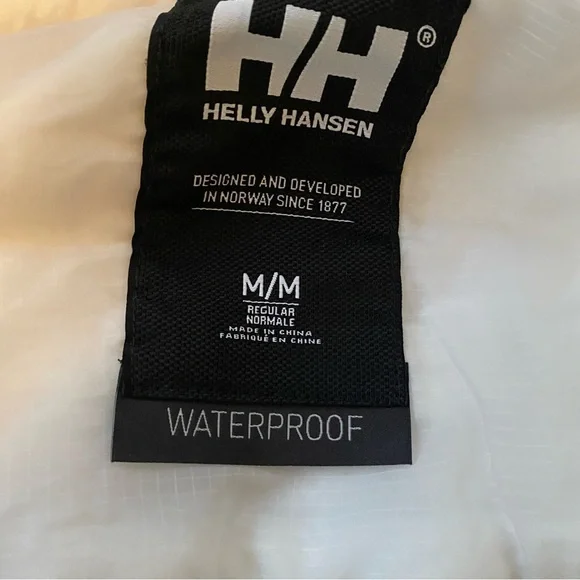 HH®
HELLY HANSEN
DESIGNED AND DEVELOPED
IN NORWAY SINCE 1877
M/M
REGULAR
NORMALE
MADE IN CHINA
FABRIQUÉ EN CHINE
WATERPROOF